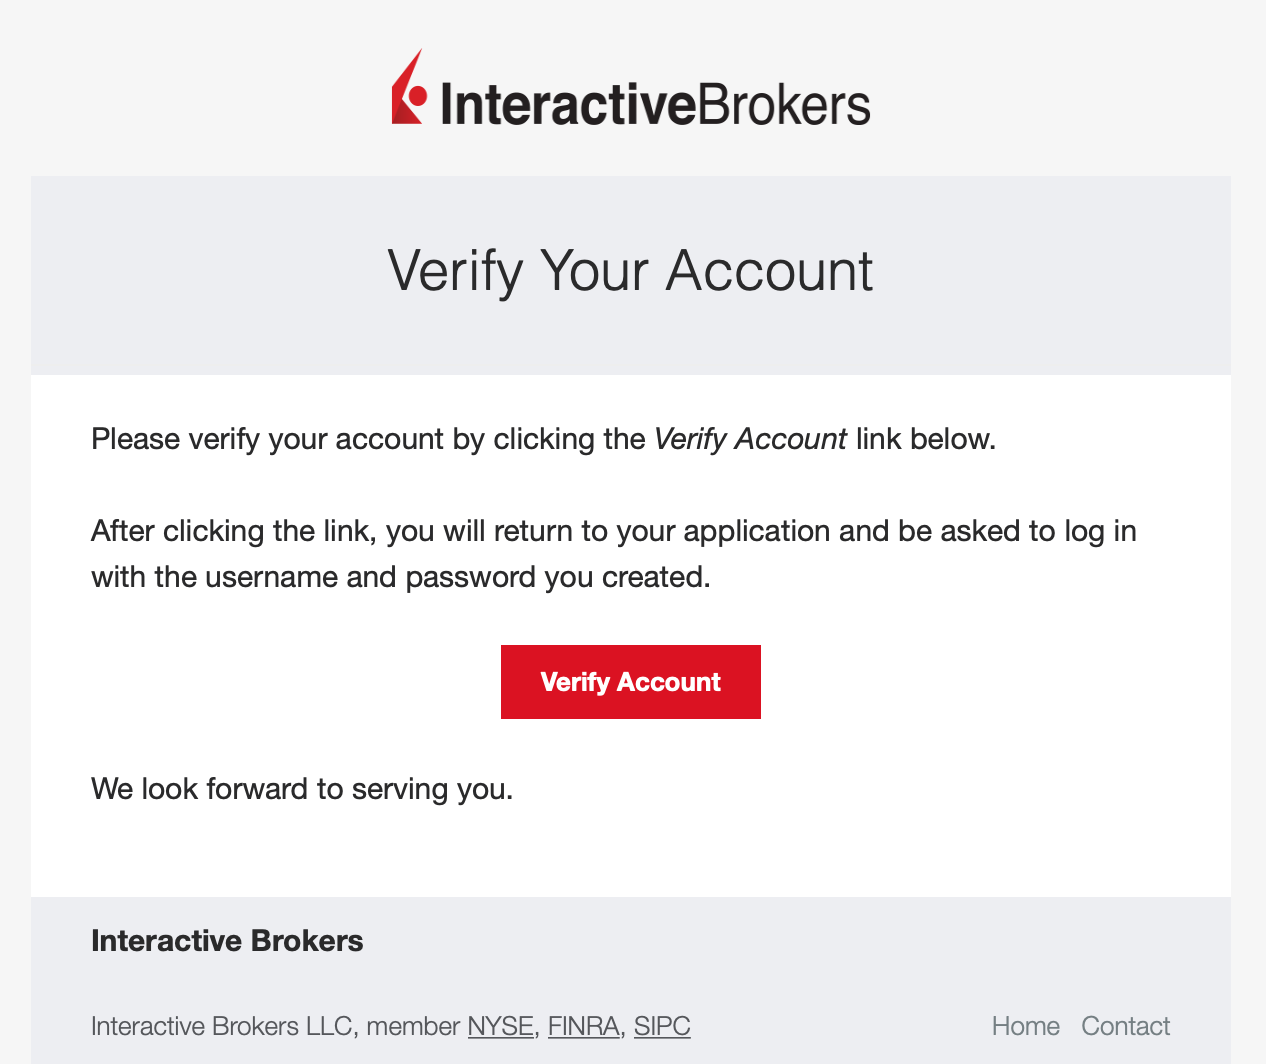 InteractiveBrokers
Verify Your Account
Please verify your account by clicking the Verify Account link below.
After clicking the link, you will return to your application and be asked to log in
with the username and password you created.
Verify Account
We look forward to serving you.
Interactive Brokers
Interactive Brokers LLC, member NYSE, FINRA, SIPC
Home Contact